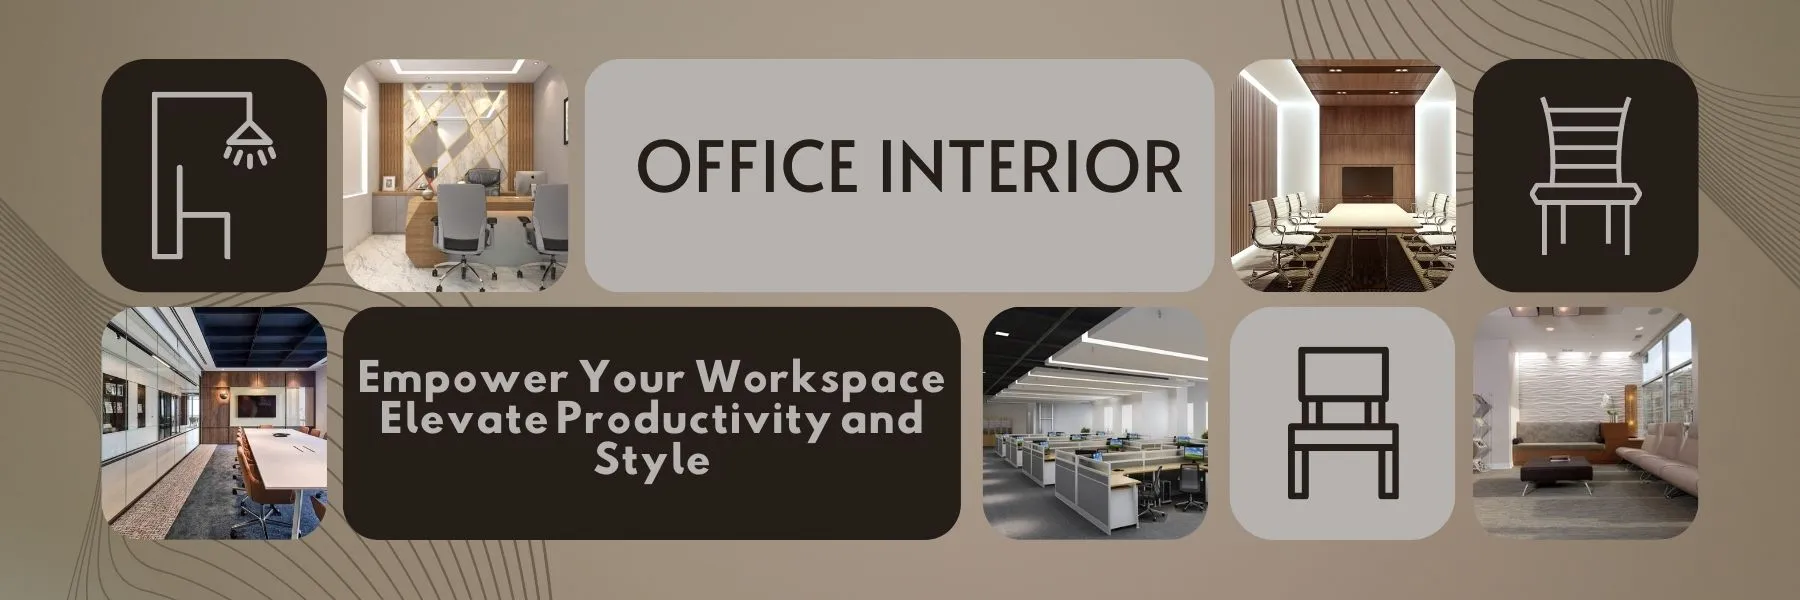 OFFICE INTERIOR
Empower Your Workspace
Elevate Productivity and
Style